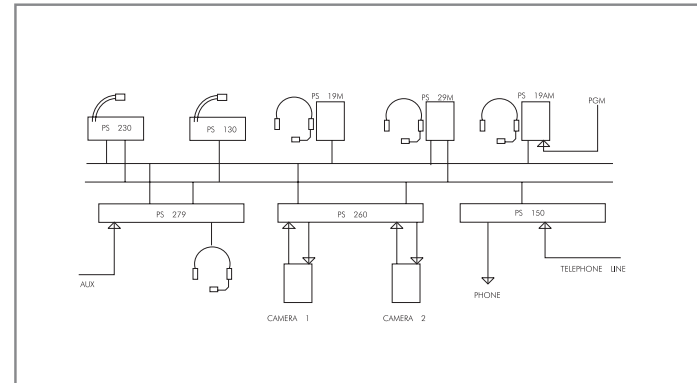 PS 19M
PS 29M
PS 19AM
PGM
PS 230
PS 130
PS 279
PS 260
PS 150
AUX
TELEPHONE LINE
PHONE
CAMERA 1
CAMERA 2